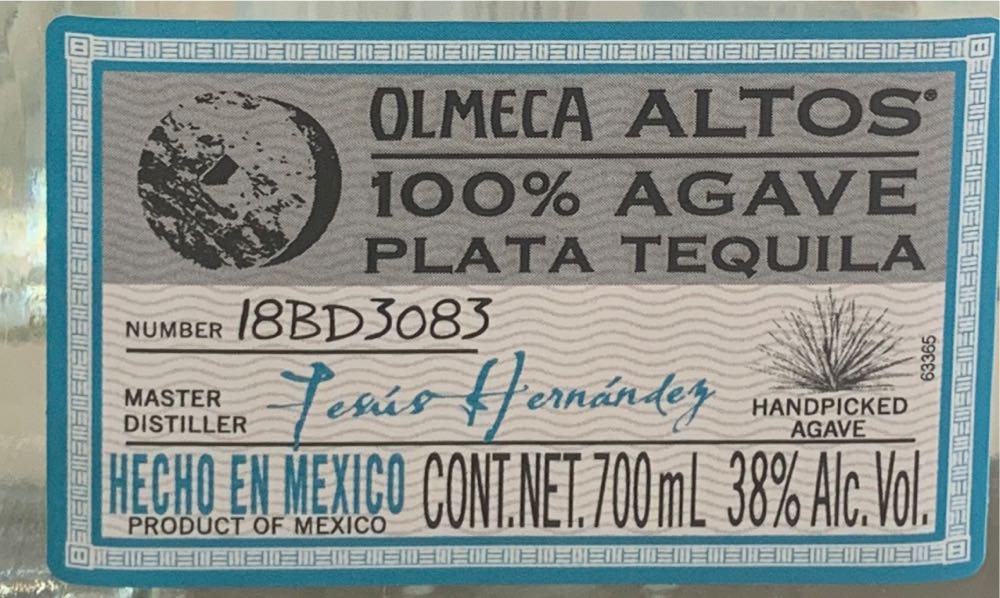 OLMECA ALTOS®
100% AGAVE
PLATA TEQUILA
NUMBER 18BD3083
MASTER
DISTILLER
Jesús Hernández
HANDPICKED
AGAVE
63365
HECHO EN MEXICO
PRODUCT OF MEXICO
CONT.NET. 700 mL 38% Alc. Vol.